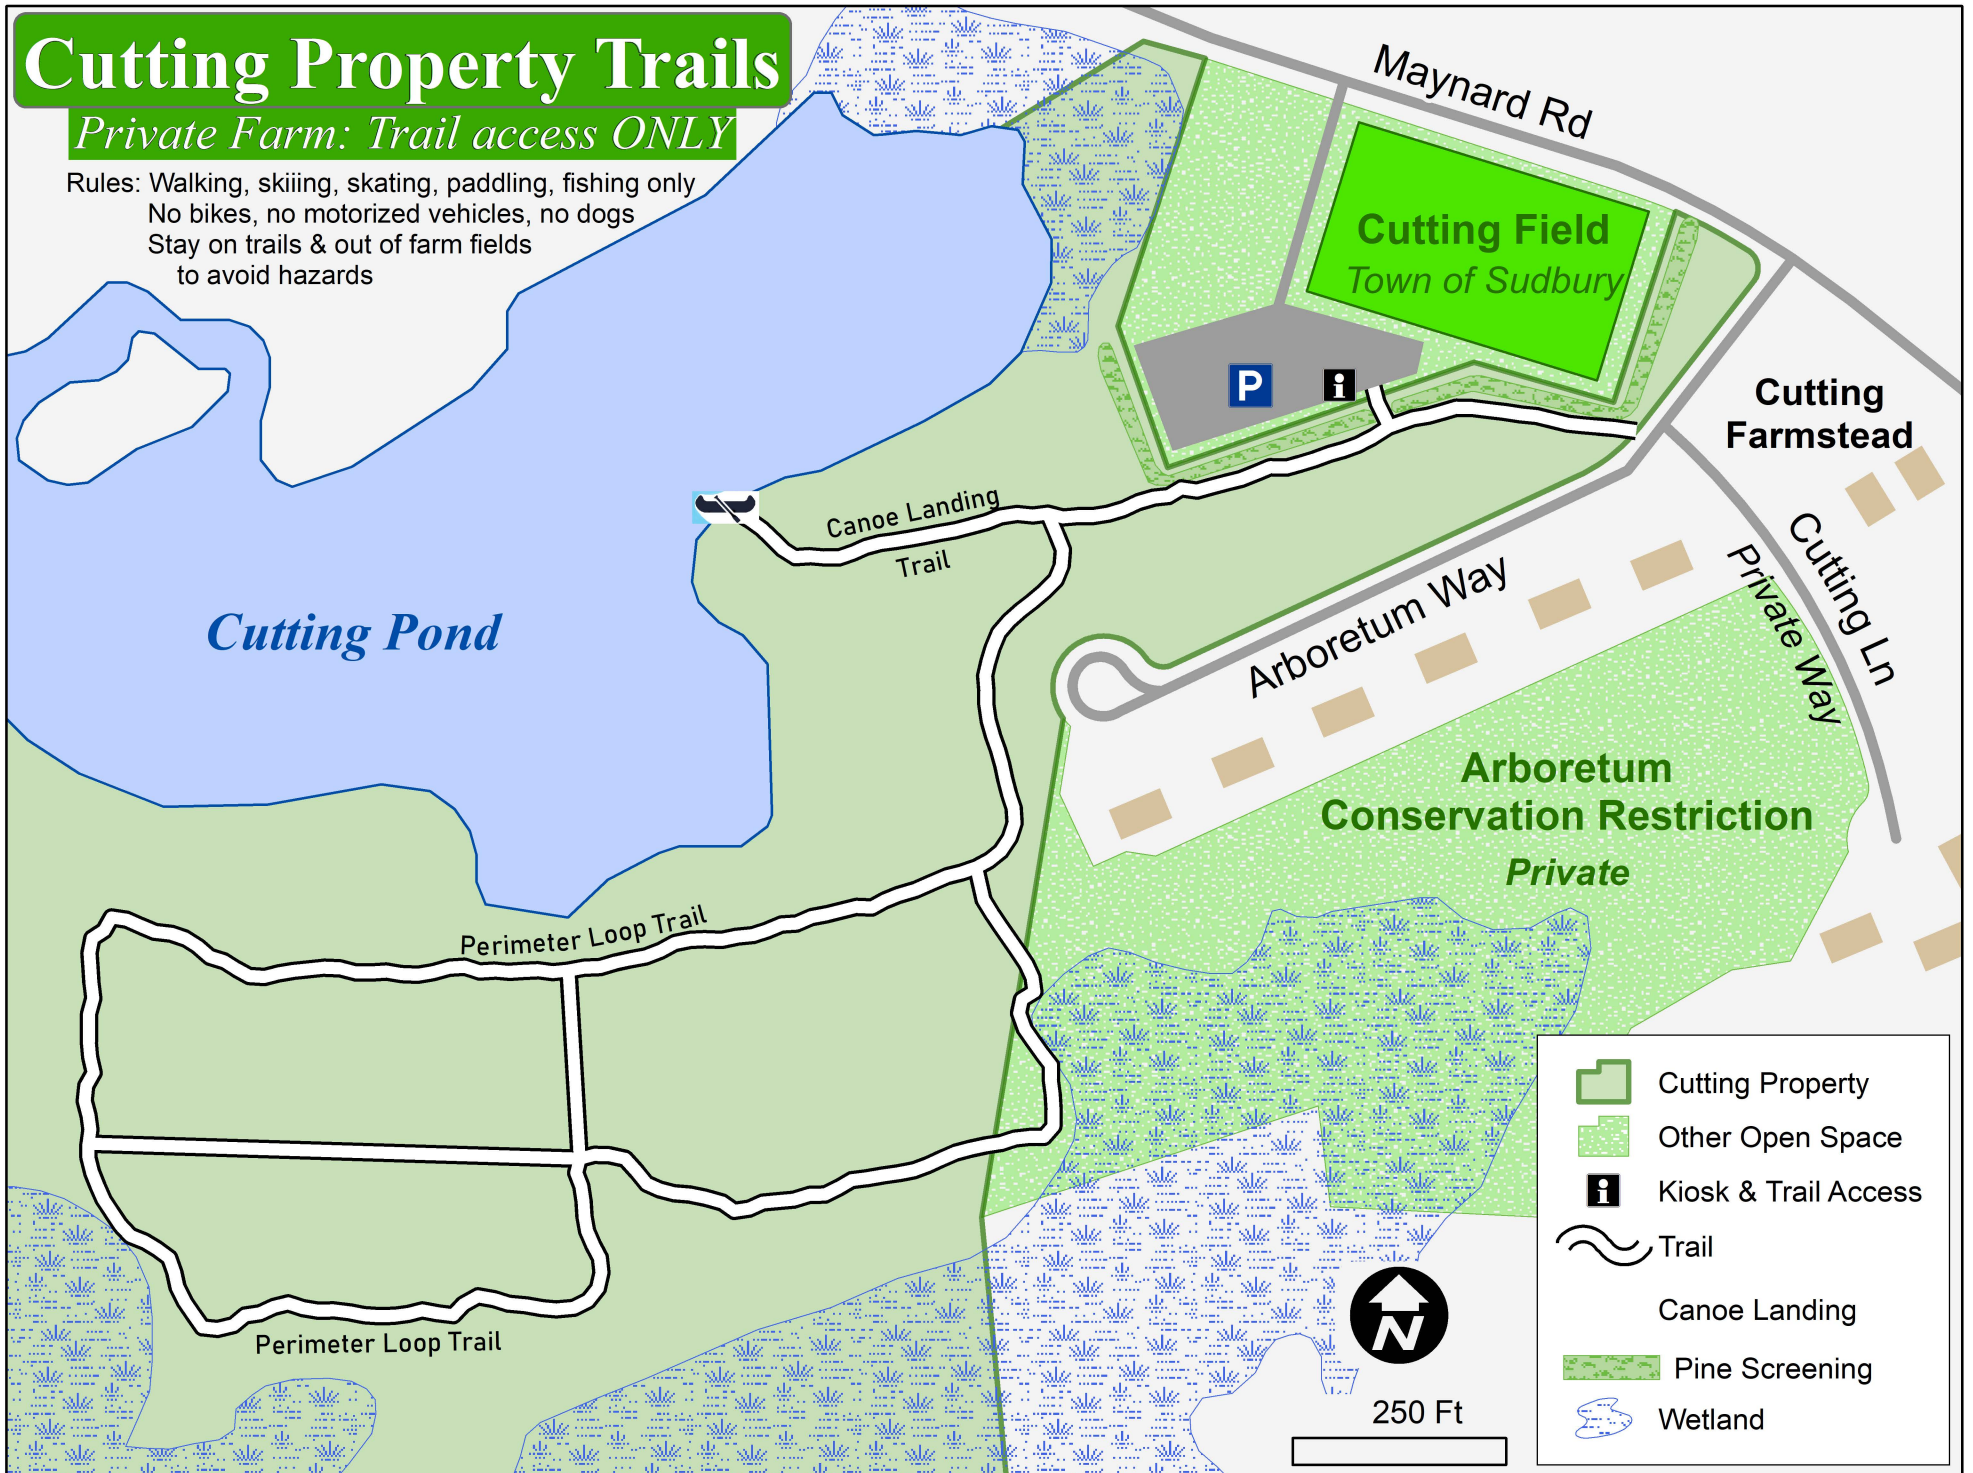 Cutting Property Trails
Private Farm: Trail access ONLY
Rules: Walking, skiiing, skating, paddling, fishing only
No bikes, no motorized vehicles, no dogs
Stay on trails & out of farm fields
to avoid hazards
Maynard Rd
Cutting Field
Town of Sudbury
P
i
Cutting
Farmstead
Canoe Landing
Trail
Cutting Ln
Private Way
Arboretum Way
Cutting Pond
Arboretum
Conservation Restriction
Private
Perimeter Loop Trail
Perimeter Loop Trail
N
250 Ft
Cutting Property
Other Open Space
i Kiosk & Trail Access
Trail
Canoe Landing
Pine Screening
Wetland